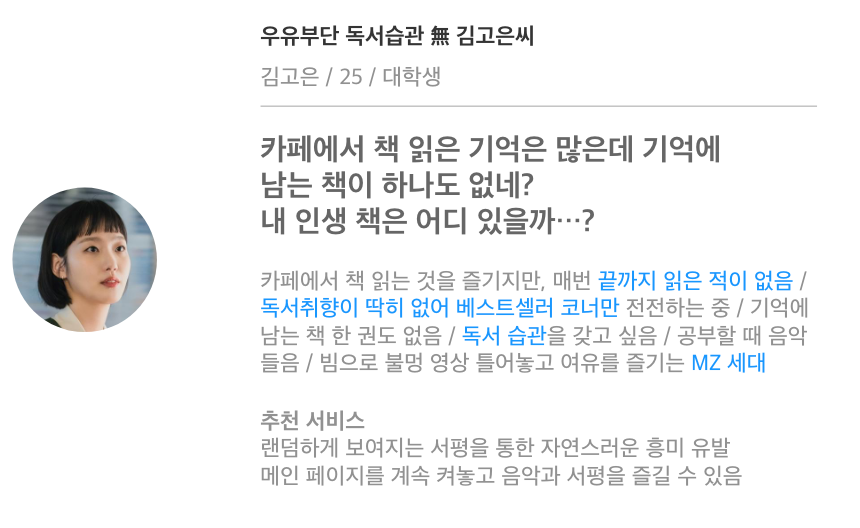 우유부단 독서습관 無 김고은씨
김고은 / 25 / 대학생
카페에서 책 읽은 기억은 많은데 기억에
남는 책이 하나도 없네?
내 인생 책은 어디 있을까…?
카페에서 책 읽는 것을 즐기지만, 매번 끝까지 읽은 적이 없음 /
독서취향이 딱히 없어 베스트셀러 코너만 전전하는 중 / 기억에
남는 책 한 권도 없음 / 독서 습관을 갖고 싶음 / 공부할 때 음악
들음 / 빔으로 불멍 영상 틀어놓고 여유를 즐기는 MZ 세대
추천 서비스
랜덤하게 보여지는 서평을 통한 자연스러운 흥미 유발
메인 페이지를 계속 켜놓고 음악과 서평을 즐길 수 있음